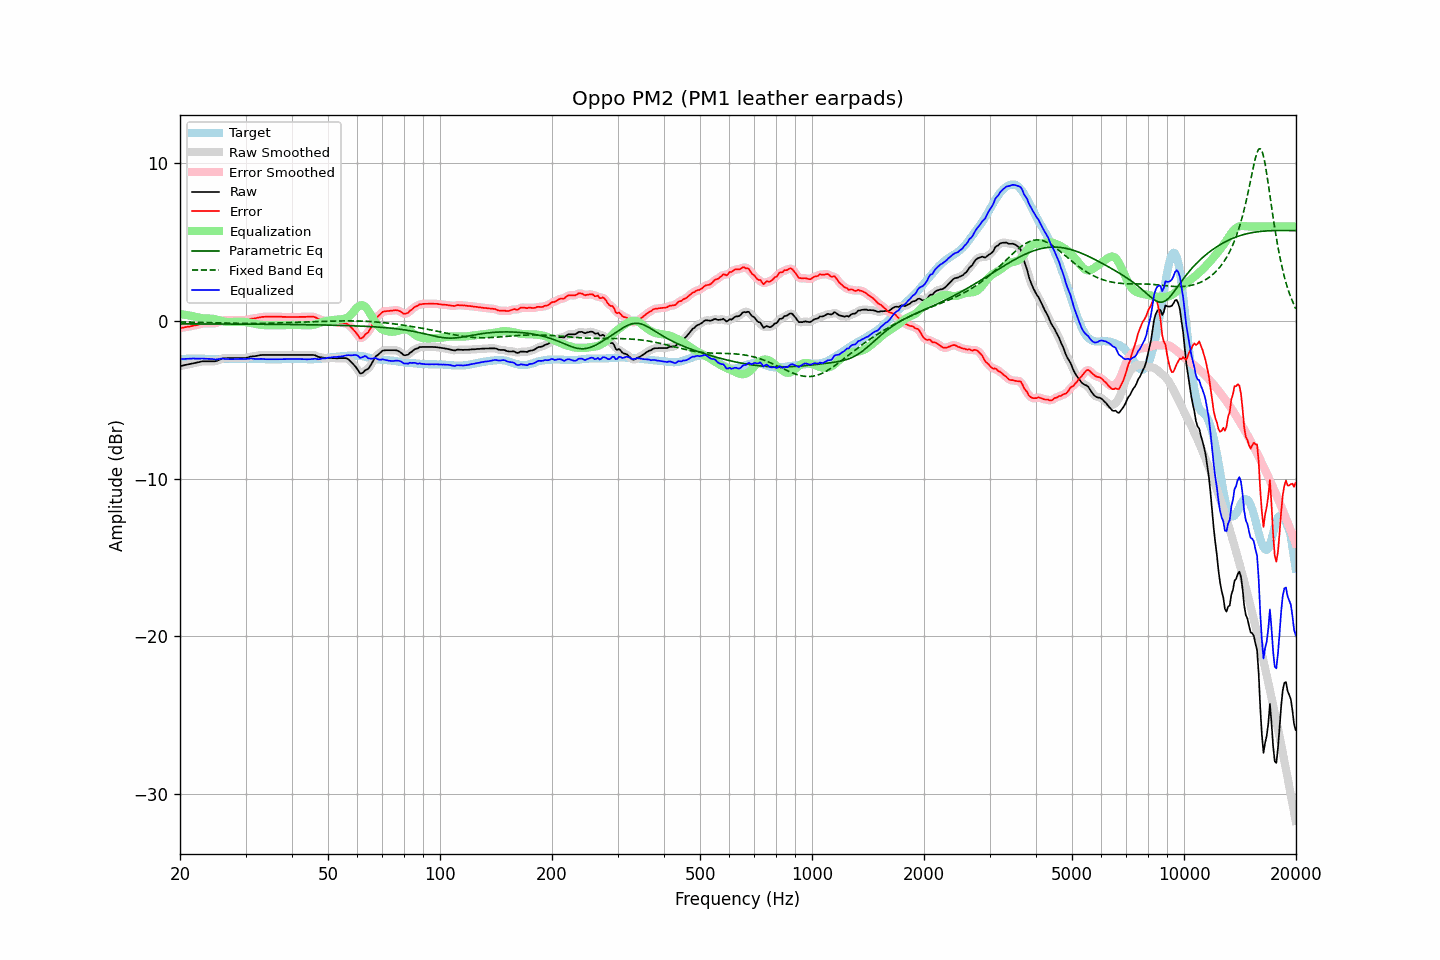 Oppo PM2 (PM1 leather earpads)
Target
Raw Smoothed
Error Smoothed
Raw
Error
Equalization
Parametric Eq
Fixed Band Eq
Equalized
10
0
−10
−20
−30
Amplitude (dBr)
20
50
100
200
500
1000
2000
5000
10000
20000
Frequency (Hz)